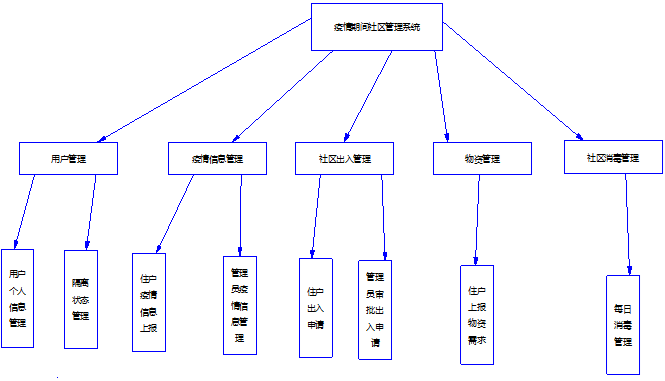 疫情期间社区管理系统
用户管理
疫情信息管理
社区出入管理
物资管理
社区消毒管理
用户
个人
信息
管理
隔离
状态
管理
住户
疫情
信息
上报
管理
员疫
情信
息管
理
住户
出入
申请
管理
员审
批出
入申
请
住户
上报
物资
需求
每日
消毒
管理